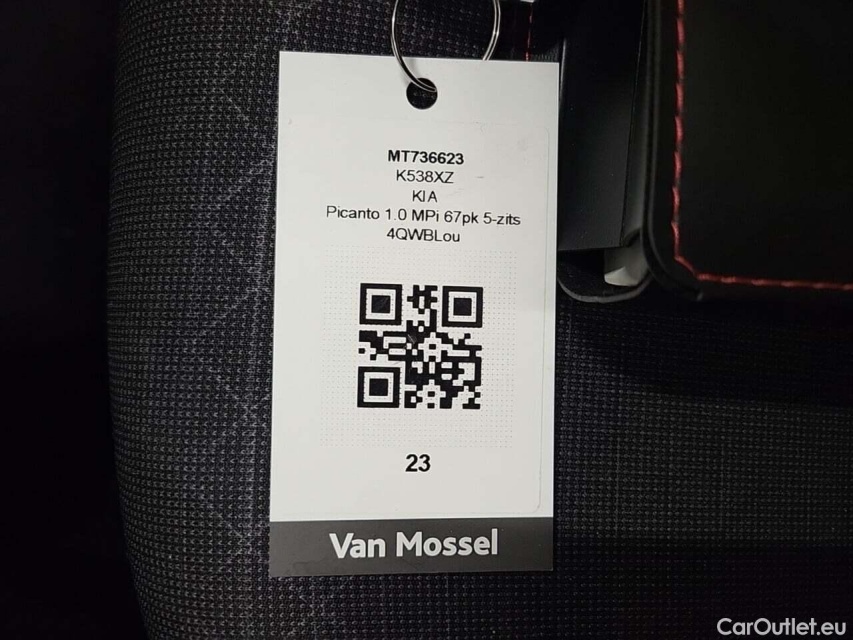 MT736623
K538XZ
KIA
Picanto 1.0 MPi 67pk 5-zits
4QWBLou
23
Van Mossel
CarOutlet.eu